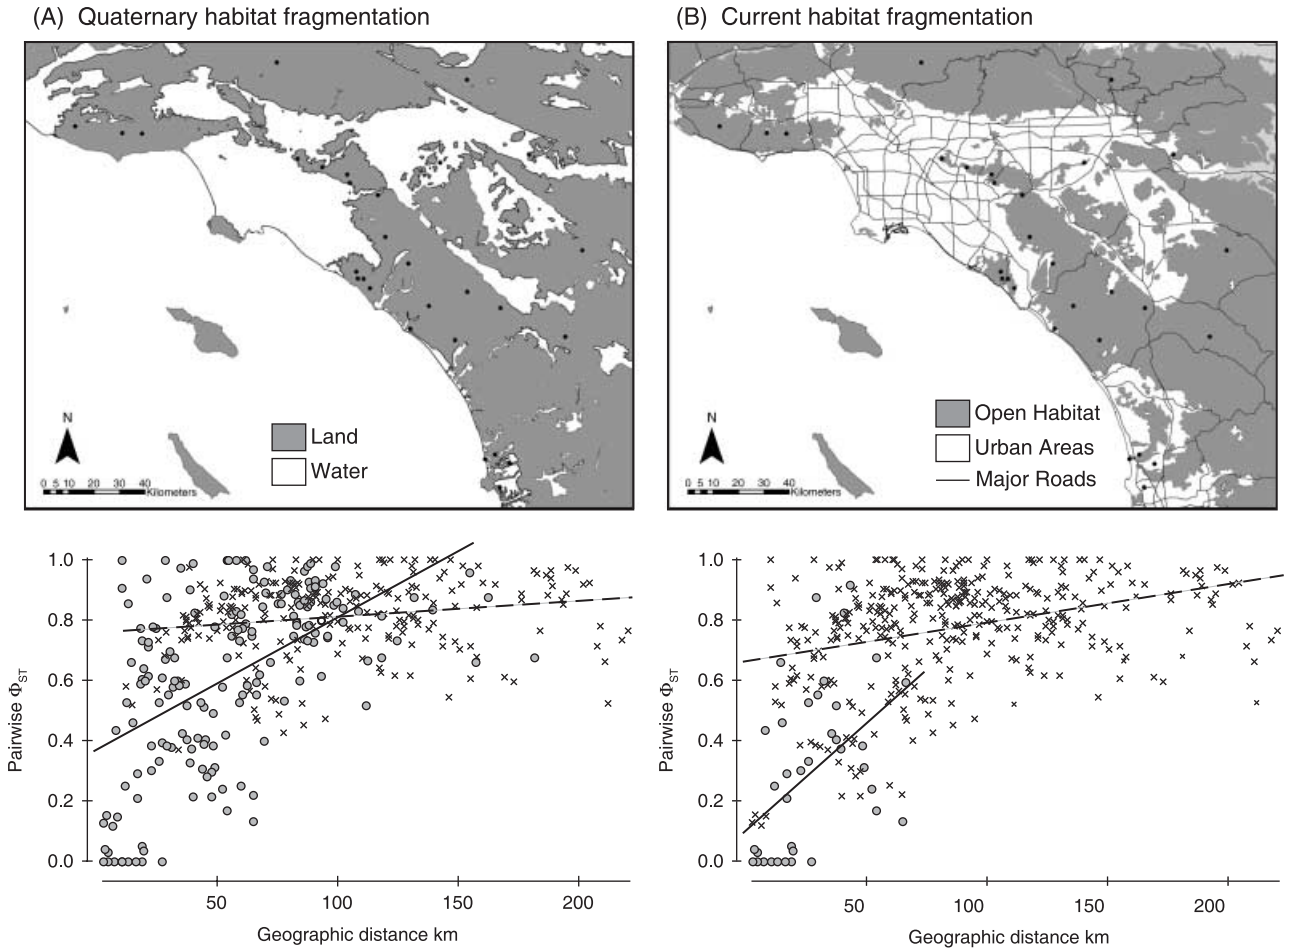 (A) Quaternary habitat fragmentation
(B) Current habitat fragmentation
N
0 5 10 20 30 40
Kilometers
Land
Water
N
0 5 10 20 30 40
Kilometers
Open Habitat
Urban Areas
Major Roads
Pairwise ΦST
1.0
0.8
0.6
0.4
0.2
0.0
50
100
150
200
Geographic distance km
Pairwise ΦST
1.0
0.8
0.6
0.4
0.2
0.0
50
100
150
200
Geographic distance km